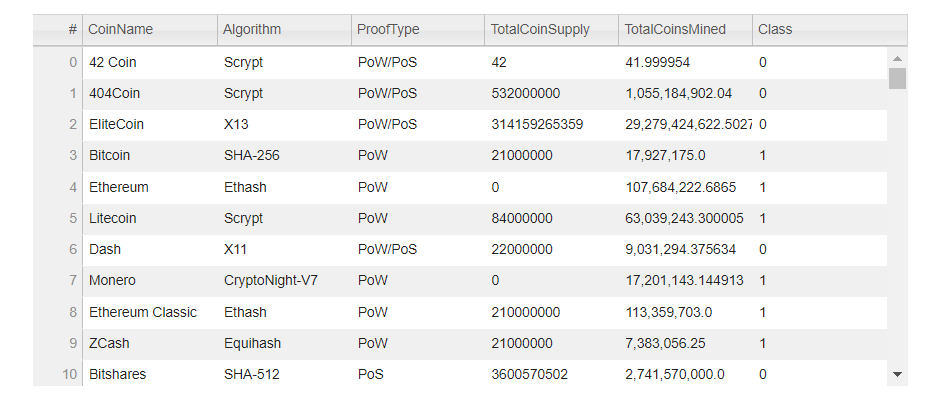 # CoinName Algorithm ProofType TotalCoinSupply TotalCoinsMined Class
0 42 Coin Scrypt PoW/PoS 42 41.999954 0
1 404Coin Scrypt PoW/PoS 532000000 1,055,184,902.04 0
2 EliteCoin X13 PoW/PoS 314159265359 29,279,424,622.5027 0
3 Bitcoin SHA-256 PoW 21000000 17,927,175.0 1
4 Ethereum Ethash PoW 0 107,684,222.6865 1
5 Litecoin Scrypt PoW 84000000 63,039,243.300005 1
6 Dash X11 PoW/PoS 22000000 9,031,294.375634 0
7 Monero CryptoNight-V7 PoW 0 17,201,143.144913 1
8 Ethereum Classic Ethash PoW 210000000 113,359,703.0 1
9 ZCash Equihash PoW 21000000 7,383,056.25 1
10 Bitshares SHA-512 PoS 3600570502 2,741,570,000.0 0